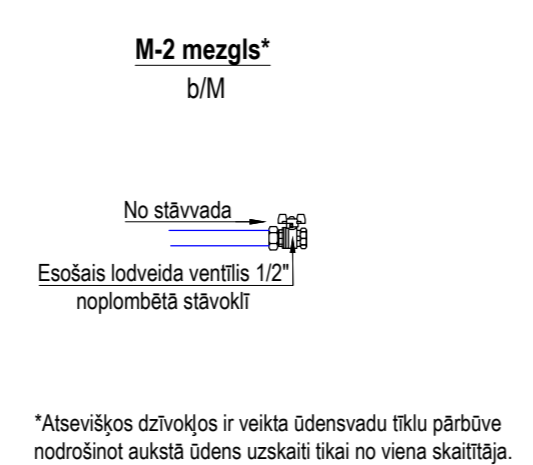 M-2 mezgls*
b/M
No stāvvada
Esošais lodveida ventīlis 1/2"
noplombētā stāvoklī
*Atsevišķos dzīvokļos ir veikta ūdensvadu tīklu pārbūve
nodrošinot aukstā ūdens uzskaiti tikai no viena skaitītāja.